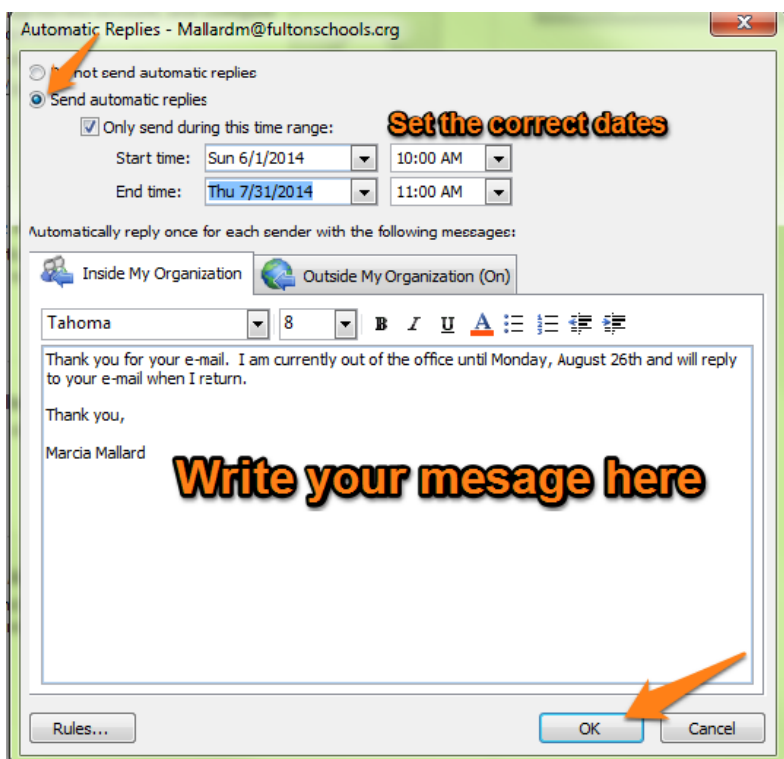 Automatic Replies - Mallardm@fultonschools.crg
not send automatic replies
Send automatic replies
Only send during this time range:
Set the correct dates
Start time: Sun 6/1/2014 10:00 AM
End time: Thu 7/31/2014 11:00 AM
Automatically reply once for each sender with the following messages:
Inside My Organization Outside My Organization (On)
Tahoma 8 B I U A
Thank you for your e-mail. I am currently out of the office until Monday, August 26th and will reply
to your e-mail when I return.
Thank you,
Marcia Mallard
Write your mesage here
Rules... OK Cancel